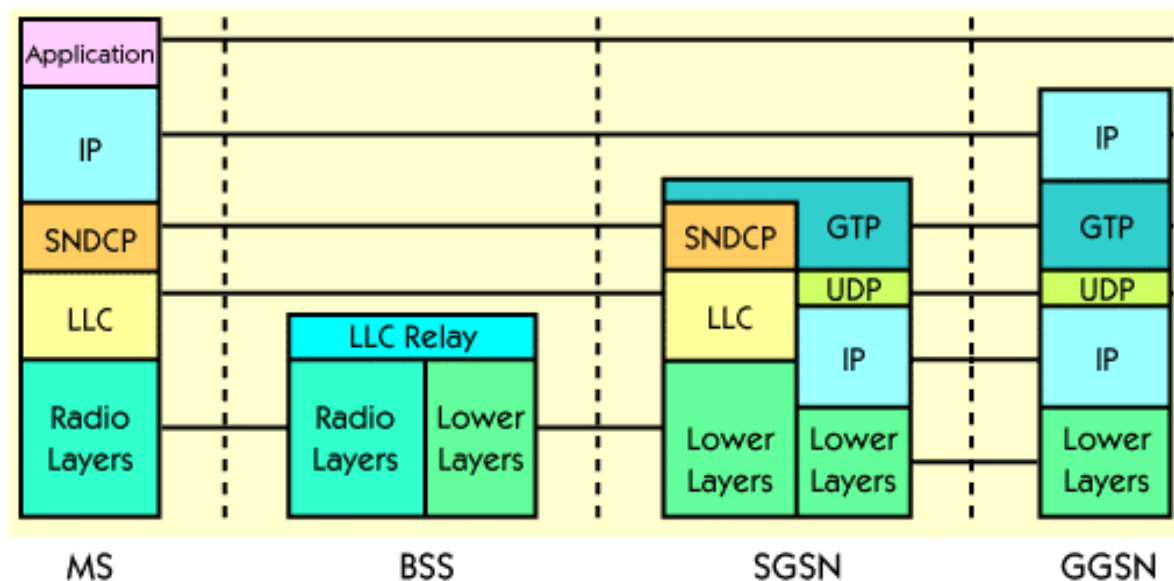 Application
IP
SNDCP
LLC
Radio
Layers
MS
LLC Relay
Radio
Layers
Lower
Layers
BSS
SNDCP
GTP
LLC
UDP
IP
Lower
Layers
Lower
Layers
SGSN
IP
GTP
UDP
IP
Lower
Layers
GGSN